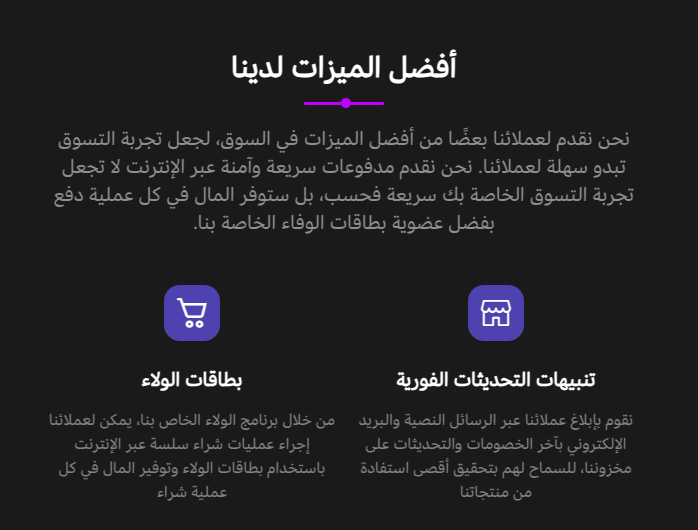 أفضل الميزات لدينا
نحن نقدم لعملائنا بعضًا من أفضل الميزات في السوق، لجعل تجربة التسوق
تبدو سهلة لعملائنا. نحن نقدم مدفوعات سريعة وآمنة عبر الإنترنت لا تجعل
تجربة التسوق الخاصة بك سريعة فحسب، بل ستوفر المال في كل عملية دفع
بفضل عضوية بطاقات الوفاء الخاصة بنا.
تنبيهات التحديثات الفورية
نقوم بإبلاغ عملائنا عبر الرسائل النصية والبريد
الإلكتروني بآخر الخصومات والتحديثات على
مخزوننا، للسماح لهم بتحقيق أقصى استفادة
من منتجاتنا
بطاقات الولاء
من خلال برنامج الولاء الخاص بنا، يمكن لعملائنا
إجراء عمليات شراء سلسة عبر الإنترنت
باستخدام بطاقات الولاء وتوفير المال في كل
عملية شراء